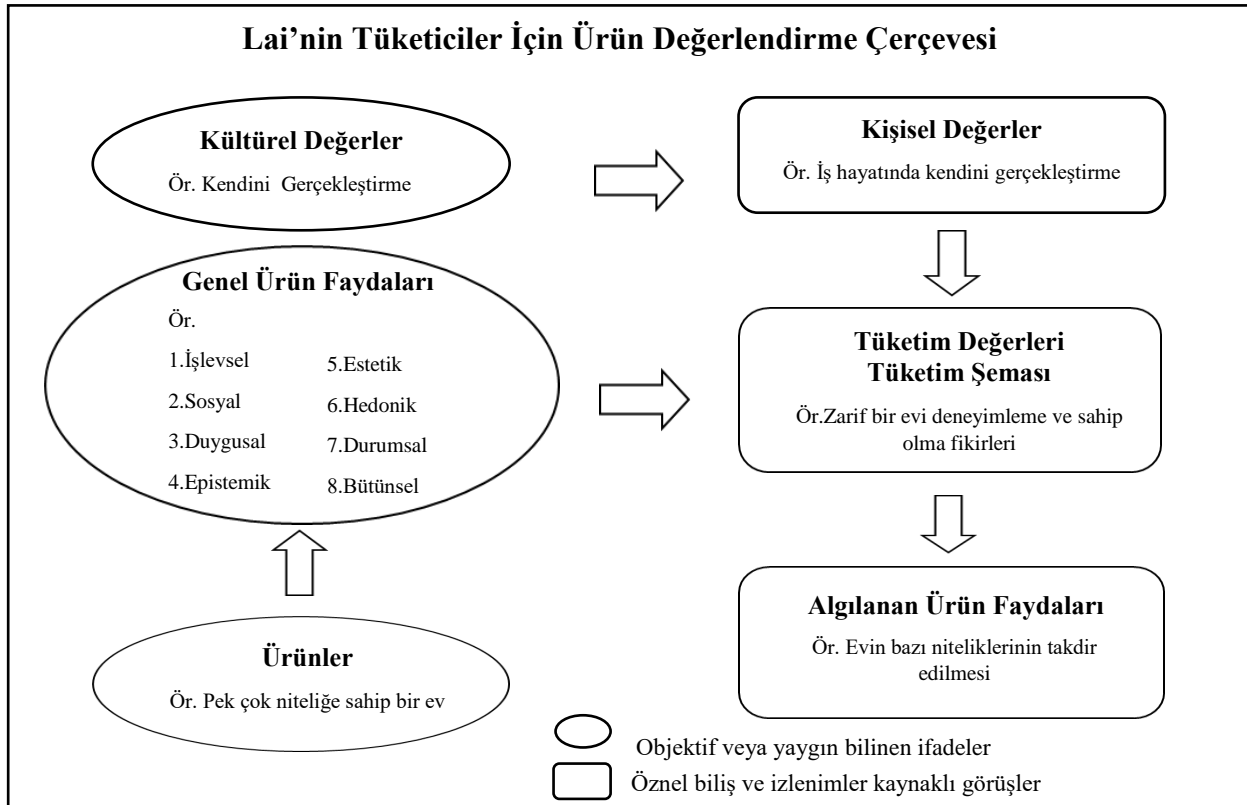 Lai’nin Tüketiciler İçin Ürün Değerlendirme Çerçevesi
Kültürel Değerler
Ör. Kendini Gerçekleştirme
Kişisel Değerler
Ör. İş hayatında kendini gerçekleştirme
Genel Ürün Faydaları
Ör.
1.İşlevsel
2.Sosyal
3.Duygusal
4.Epistemik
5.Estetik
6.Hedonik
7.Durumsal
8.Bütünsel
Tüketim Değerleri
Tüketim Şeması
Ör.Zarif bir evi deneyimleme ve sahip
olma fikirleri
Ürünler
Ör. Pek çok niteliğe sahip bir ev
Algılanan Ürün Faydaları
Ör. Evin bazı niteliklerinin takdir
edilmesi
Objektif veya yaygın bilinen ifadeler
Öznel biliş ve izlenimler kaynaklı görüşler